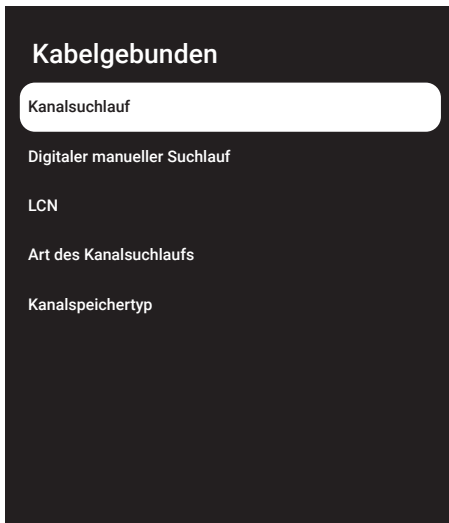 Kabelgebunden
Kanalsuchlauf
Digitaler manueller Suchlauf
LCN
Art des Kanalsuchlaufs
Kanalspeichertyp